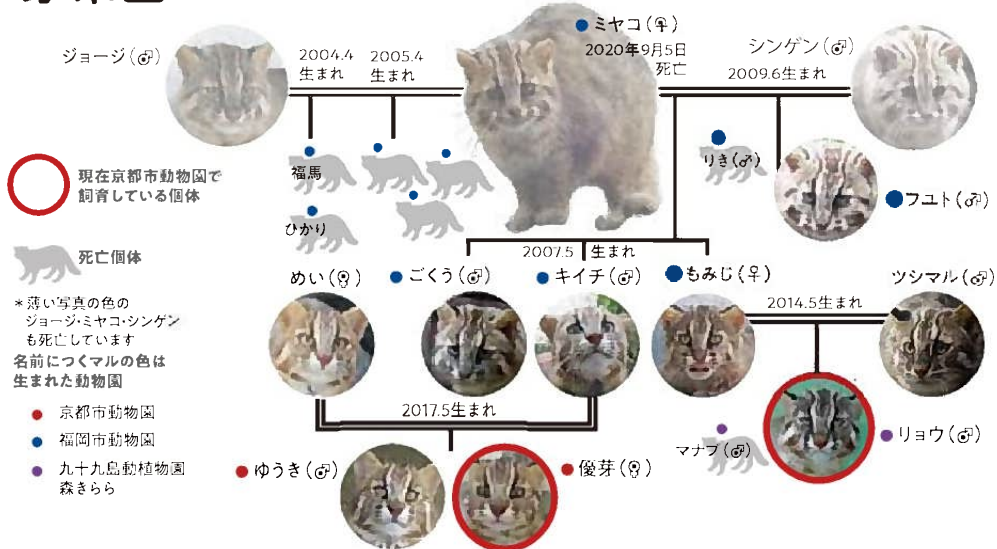 ミヤコ(♀)
2020年9月5日
死亡
ジョージ(♂)
2004.4
生まれ
2005.4
生まれ
シンゲン(♂)
2009.6生まれ
現在京都市動物園で
飼育している個体
福馬
りき(♂)
フユト(♂)
ひかり
死亡個体
2007.5 生まれ
めい(♀)
ごくう(♂)
キイチ(♂)
もみじ(♀)
ツシマル(♂)
*薄い写真の色の
ジョージ・ミヤコ・シンゲン
も死亡しています
2014.5生まれ
名前につくマルの色は
生まれた動物園
京都市動物園
福岡市動物園
九十九島動植物園
森きらら
2017.5生まれ
マナブ(♂)
リョウ(♂)
ゆうき(♂)
優芽(♀)